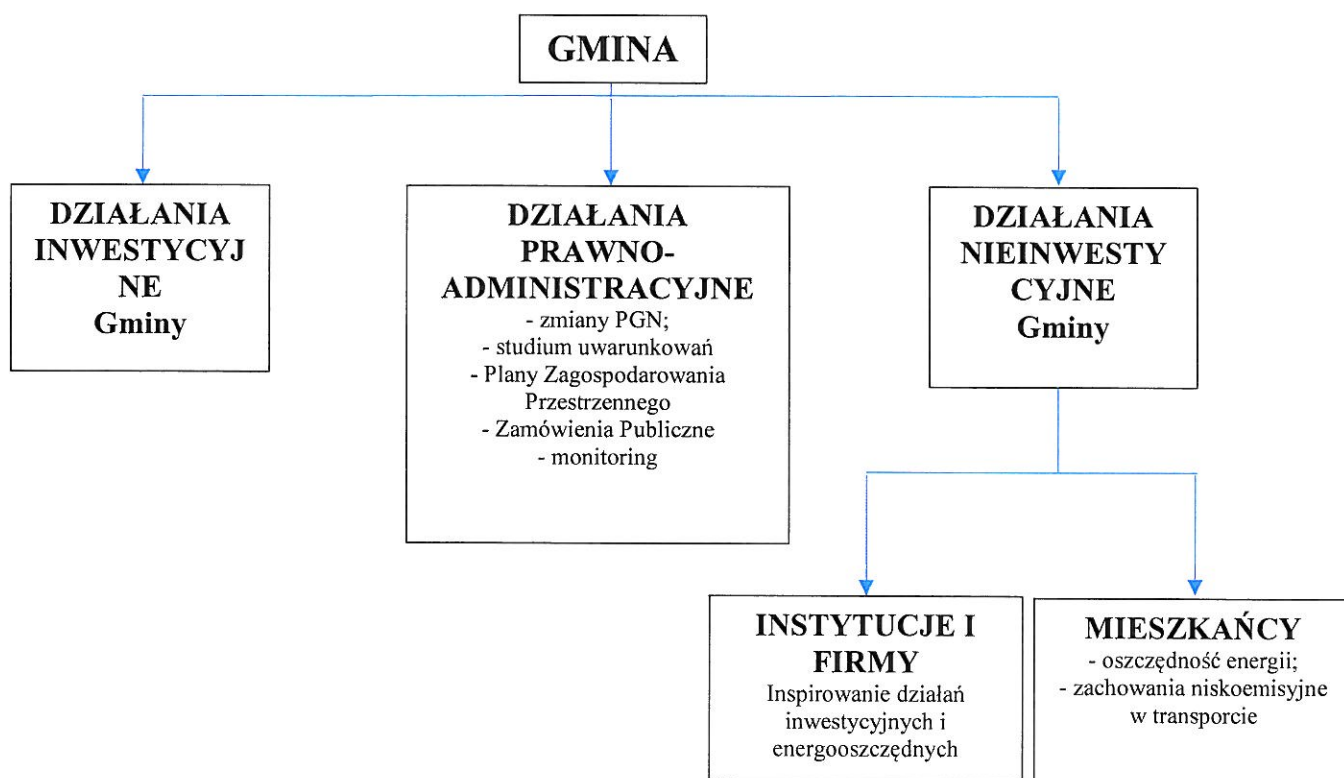 GMINA
DZIAŁANIA
INWESTYCYJ
NE
Gminy
DZIAŁANIA
PRAWNO-
ADMINISTRACYJNE
- zmiany PGN;
- studium uwarunkowań
- Plany Zagospodarowania
Przestrzennego
- Zamówienia Publiczne
- monitoring
DZIAŁANIA
NIEINWESTY
CYJNE
Gminy
INSTYTUCJE I
FIRMY
Inspirowanie działań
inwestycyjnych i
energooszczędnych
MIESZKAŃCY
- oszczędność energii;
- zachowania niskoemisyjne
w transporcie